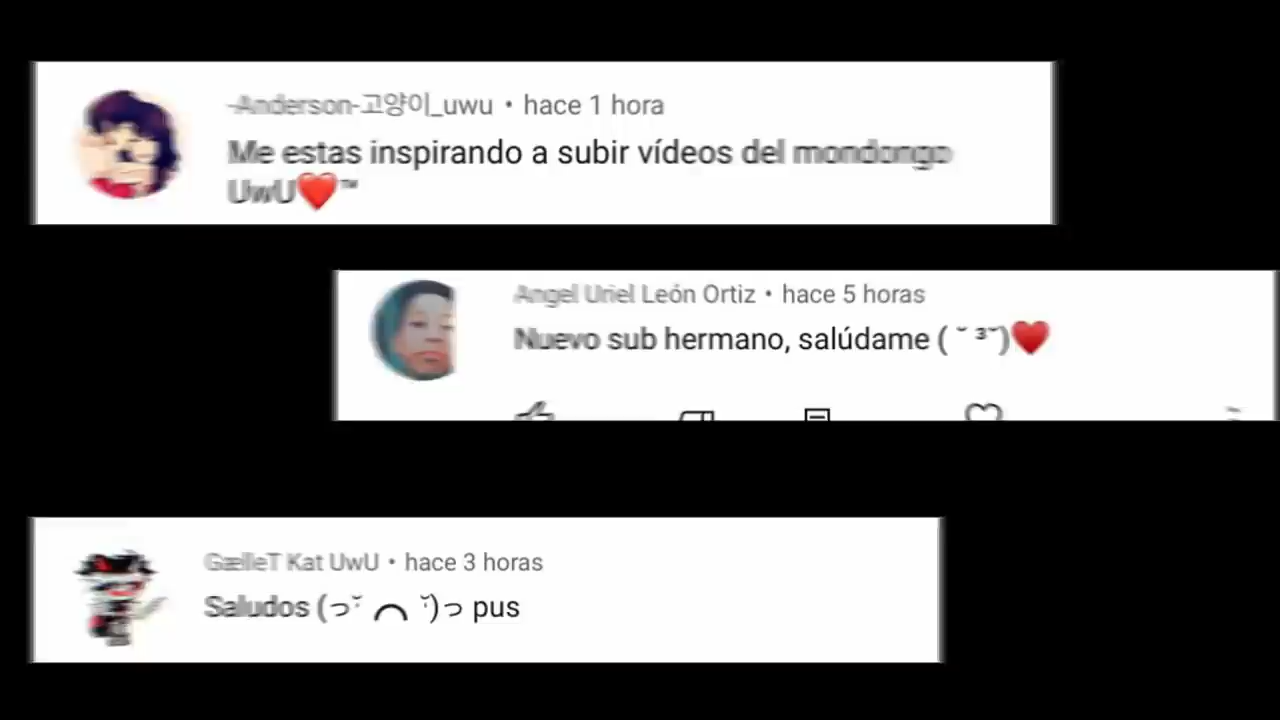 -Anderson-고양이_uwu • hace 1 hora
Me estas inspirando a subir vídeos del mondongo
UwU❤️™
Angel Uriel León Ortiz • hace 5 horas
Nuevo sub hermano, salúdame ( ˘ ³˘)♥️
GælleT Kat UwU • hace 3 horas
Saludos (っ˘̆ ⌒ ˘̆)っ pus